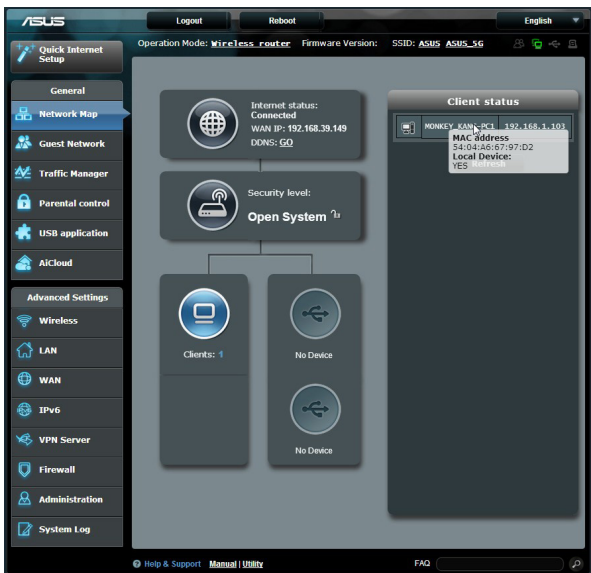 ASUS
Logout
Reboot
English
Quick Internet
Setup
Operation Mode: Wireless router Firmware Version: SSID: ASUS ASUS_5G
General
Network Map
Guest Network
Traffic Manager
Parental control
USB application
AiCloud
Advanced Settings
Wireless
LAN
WAN
IPv6
VPN Server
Firewall
Administration
System Log
Internet status:
Connected
WAN IP: 192.168.39.149
DDNS: GO
Security level:
Open System
Clients: 1
No Device
No Device
Client status
MONKEY_KANG-PC1 192.168.1.103
MAC address
54:04:A6:67:97:D2
Local Device:
YES
Refresh
Help & Support Manual | Utility
FAQ